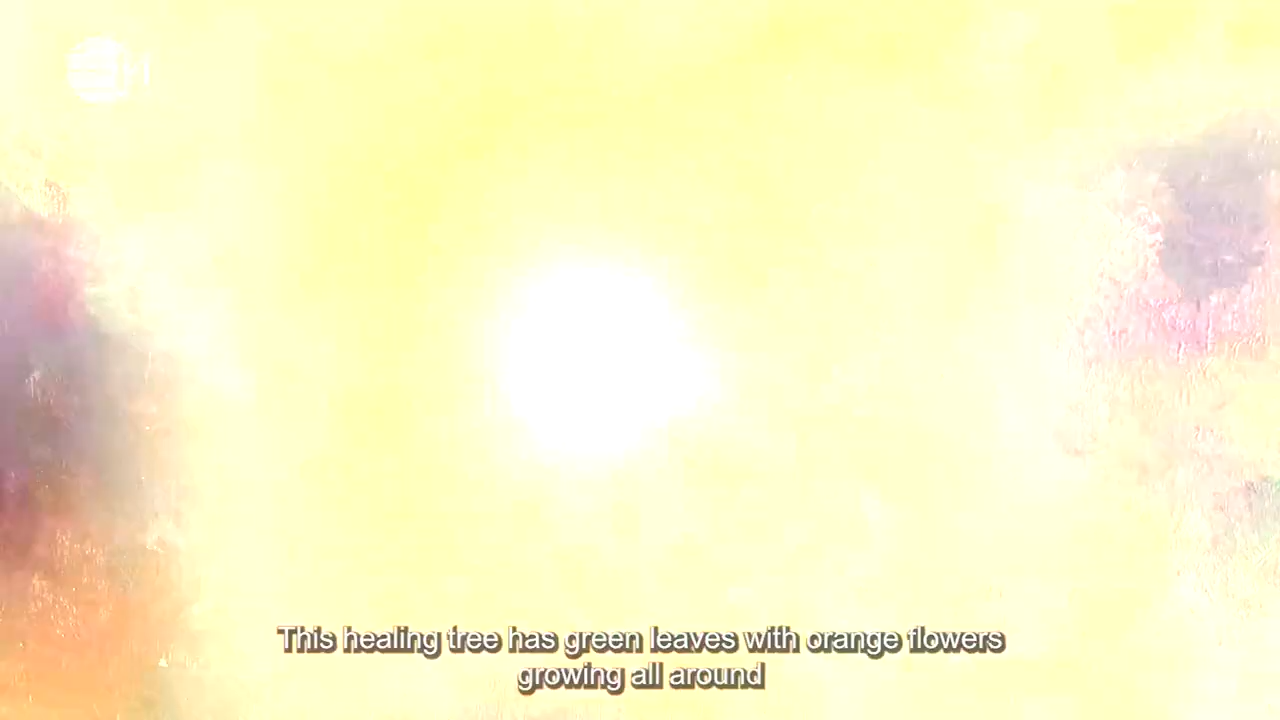 This healing tree has green leaves with orange flowers
growing all around